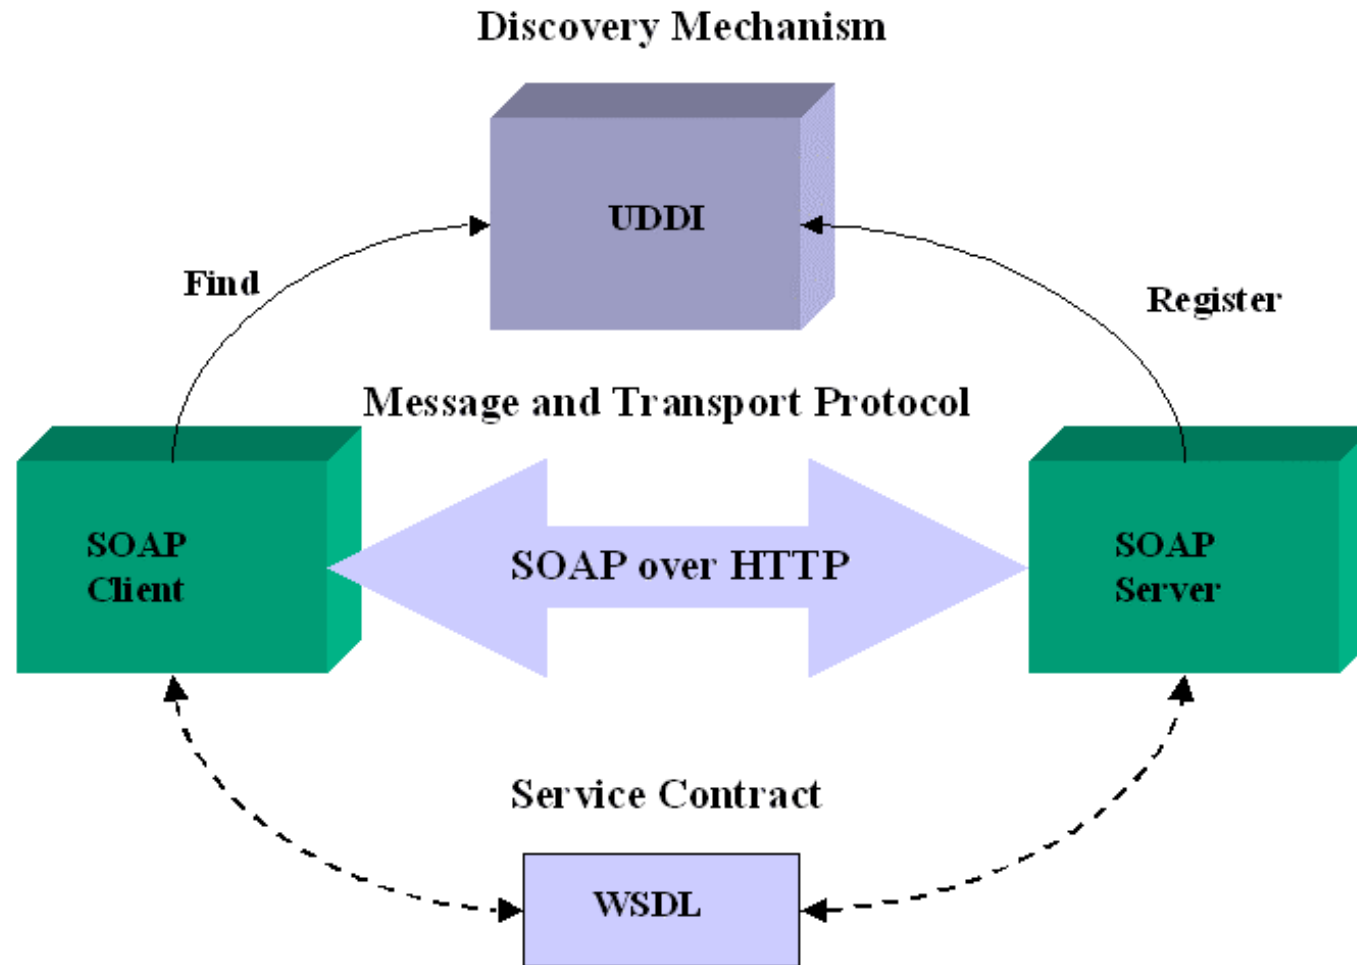 Discovery Mechanism
UDDI
Find
Register
Message and Transport Protocol
SOAP
Client
SOAP over HTTP
SOAP
Server
Service Contract
WSDL